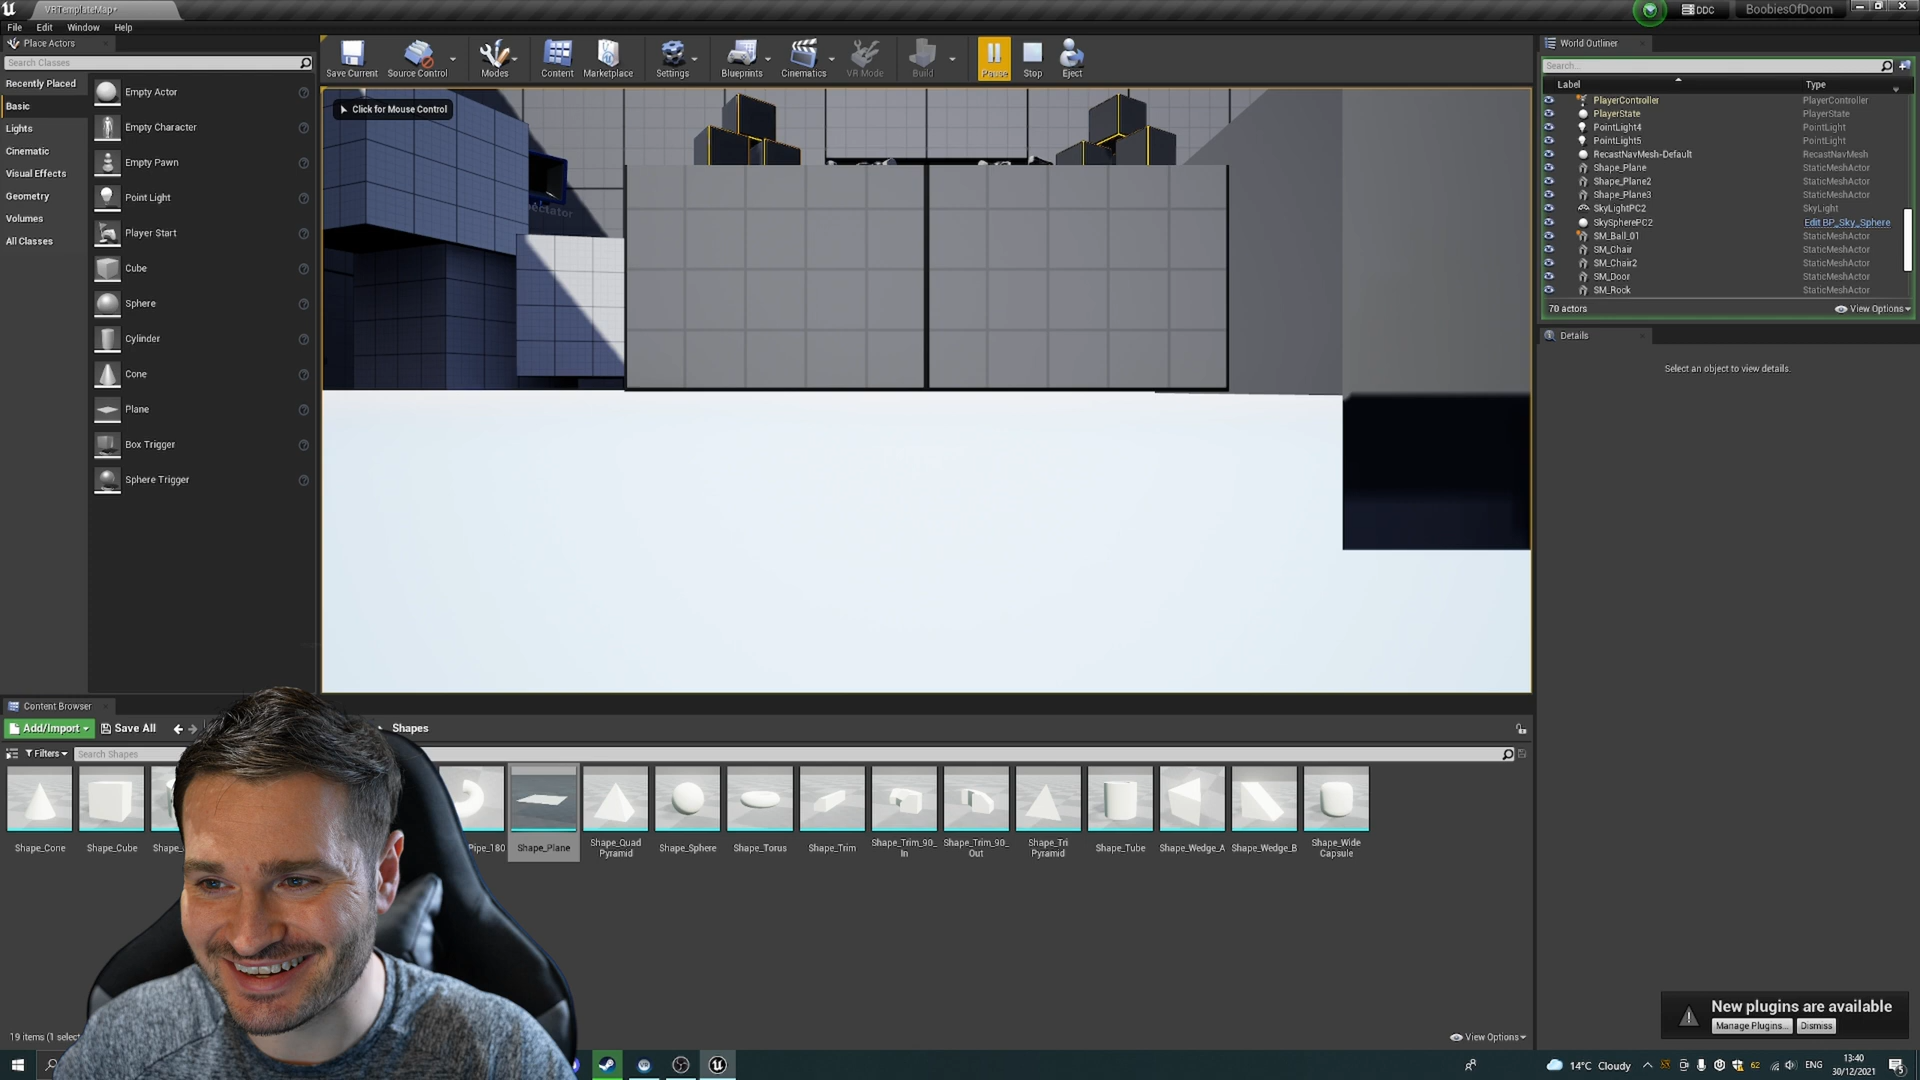 VRTemplateMap*
DDC
BoobiesOfDoom
File Edit Window Help
Place Actors
Search Classes
Recently Placed
Basic
Lights
Cinematic
Visual Effects
Geometry
Volumes
All Classes
Empty Actor
Empty Character
Empty Pawn
Point Light
Player Start
Cube
Sphere
Cylinder
Cone
Plane
Box Trigger
Sphere Trigger
Save Current
Source Control
Modes
Content
Marketplace
Settings
Blueprints
Cinematics
VR Mode
Build
Pause
Stop
Eject
Click for Mouse Control
World Outliner
Search...
Label Type
PlayerController PlayerController
PlayerState PlayerState
PointLight4 PointLight
PointLight5 PointLight
RecastNavMesh-Default RecastNavMesh
Shape_Plane StaticMeshActor
Shape_Plane2 StaticMeshActor
Shape_Plane3 StaticMeshActor
SkyLightPC2 SkyLight
SkySpherePC2 Edit BP_Sky_Sphere
SM_Ball_01 StaticMeshActor
SM_Chair StaticMeshActor
SM_Chair2 StaticMeshActor
SM_Door StaticMeshActor
SM_Rock StaticMeshActor
70 actors View Options
Details
Select an object to view details.
Content Browser
Add/Import Save All Shapes
Filters Search Shapes
Shape_Cone
Shape_Cube
Shape_
Pipe_180
Shape_Plane
Shape_Quad
Pyramid
Shape_Sphere
Shape_Torus
Shape_Trim
Shape_Trim_90_
In
Shape_Trim_90_
Out
Shape_Tri
Pyramid
Shape_Tube
Shape_Wedge_A
Shape_Wedge_B
Shape_Wide
Capsule
19 items (1 select
View Options
New plugins are available
Manage Plugins... Dismiss
14°C Cloudy 62 ENG
13:40
30/12/2021
5